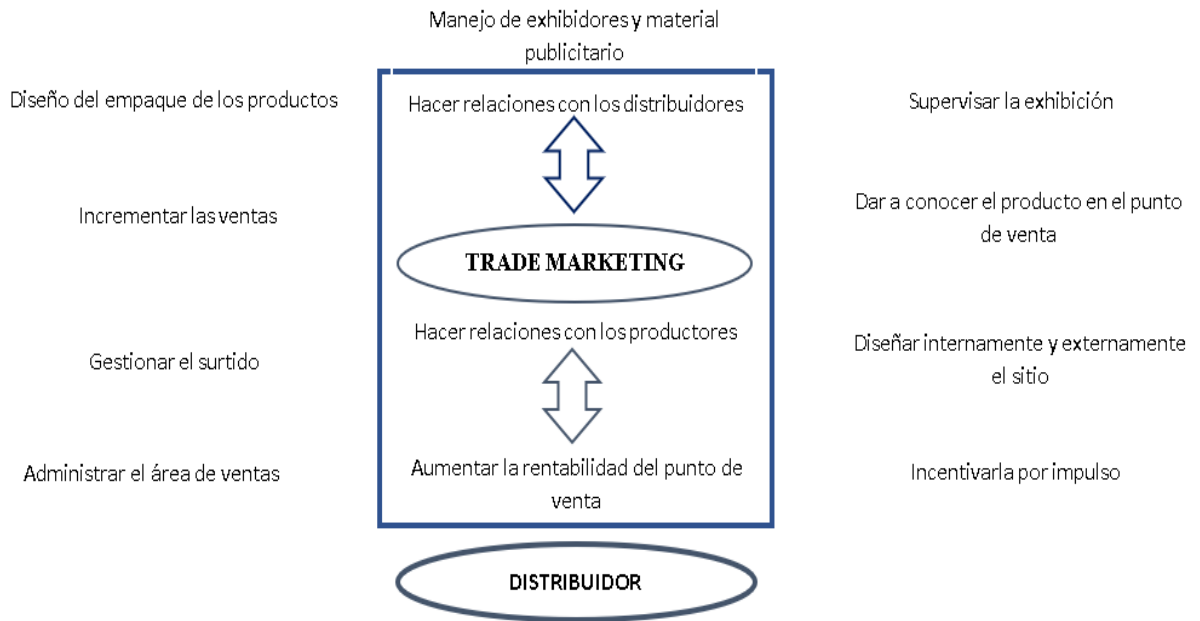 Manejo de exhibidores y material
publicitario
Diseño del empaque de los productos
Hacer relaciones con los distribuidores
Supervisar la exhibición
Incrementar las ventas
Dar a conocer el producto en el punto
de venta
TRADE MARKETING
Hacer relaciones con los productores
Gestionar el surtido
Diseñar internamente y externamente
el sitio
Administrar el área de ventas
Aumentar la rentabilidad del punto de
venta
Incentivarla por impulso
DISTRIBUIDOR